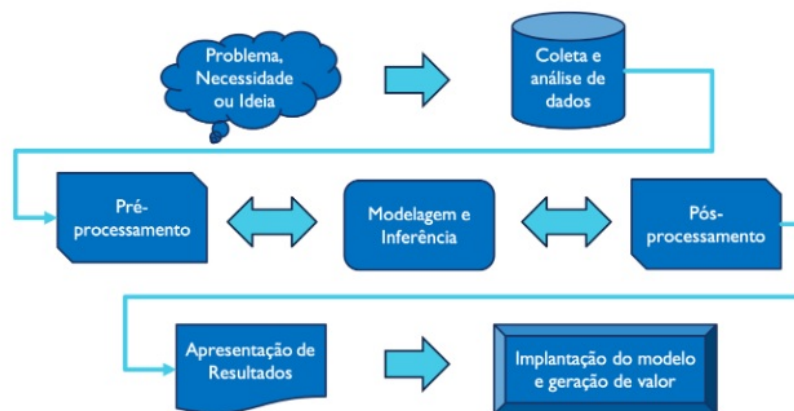 Problema,
Necessidade
ou Ideia
Coleta e
análise de
dados
Pré-
processamento
Modelagem e
Inferência
Pós-
processamento
Apresentação de
Resultados
Implantação do modelo
e geração de valor